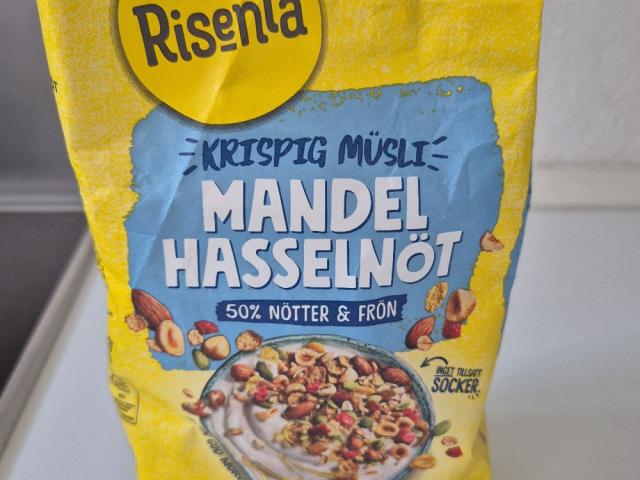 Risenta
KRISPIG MÜSLI
MANDEL
HASSELNÖT
50% NÖTTER & FRÖN
INGET TILLSATT
SOCKER